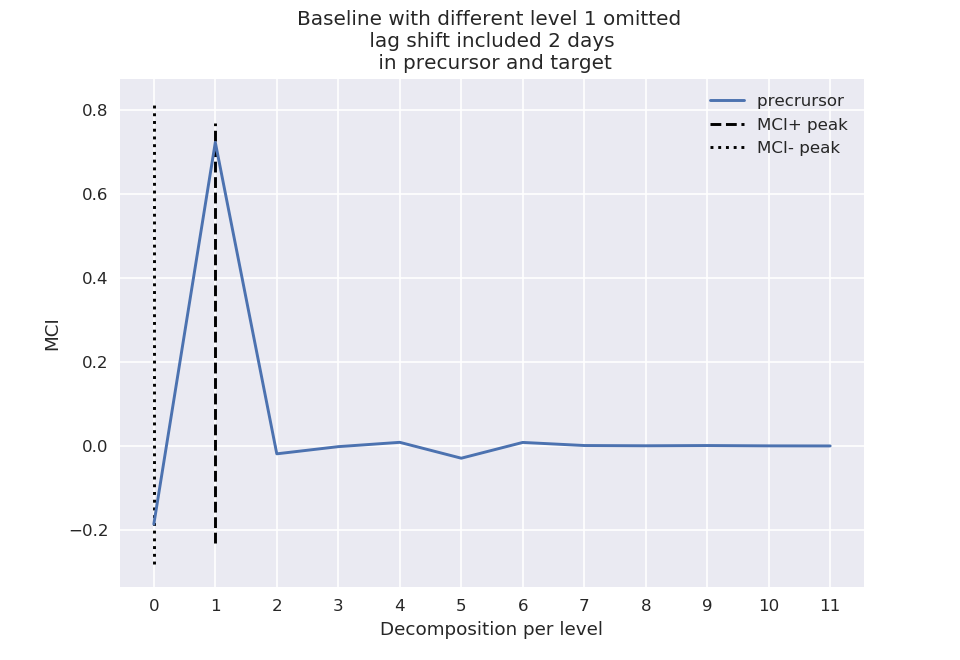 Baseline with different level 1 omitted
lag shift included 2 days
in precursor and target
precrursor
MCI+ peak
MCI- peak
0.8
0.6
0.4
0.2
0.0
−0.2
MCI
0 1 2 3 4 5 6 7 8 9 10 11
Decomposition per level